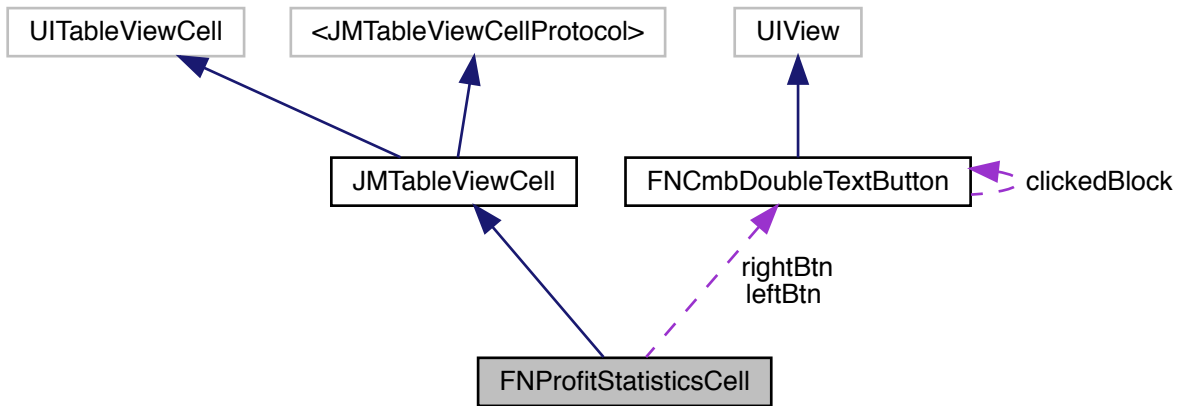 UITableViewCell
<JMTableViewCellProtocol>
UIView
JMTableViewCell
FNCmbDoubleTextButton
clickedBlock
rightBtn
leftBtn
FNProfitStatisticsCell